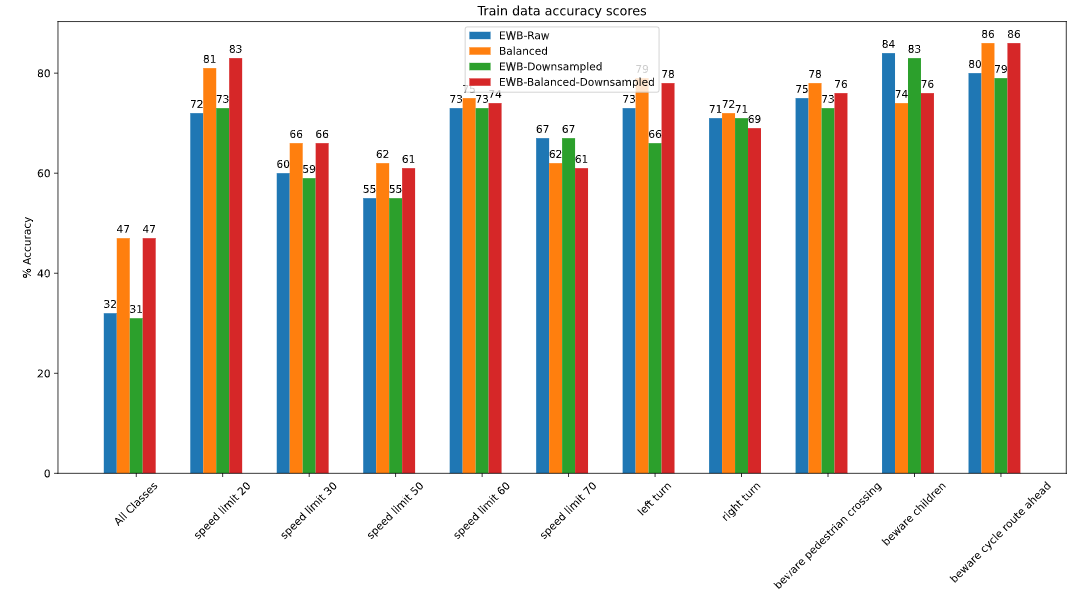 Train data accuracy scores
EWB-Raw
Balanced
EWB-Downsampled
EWB-Balanced-Downsampled
% Accuracy
80
60
40
20
0
32 47 31 47
72 81 73 83
60 66 59 66
55 62 55 61
73 75 73 74
67 62 67 61
73 79 66 78
71 72 71 69
75 78 73 76
84 74 83 76
80 86 79 86
All Classes
speed limit 20
speed limit 30
speed limit 50
speed limit 60
speed limit 70
left turn
right turn
beware pedestrian crossing
beware children
beware cycle route ahead